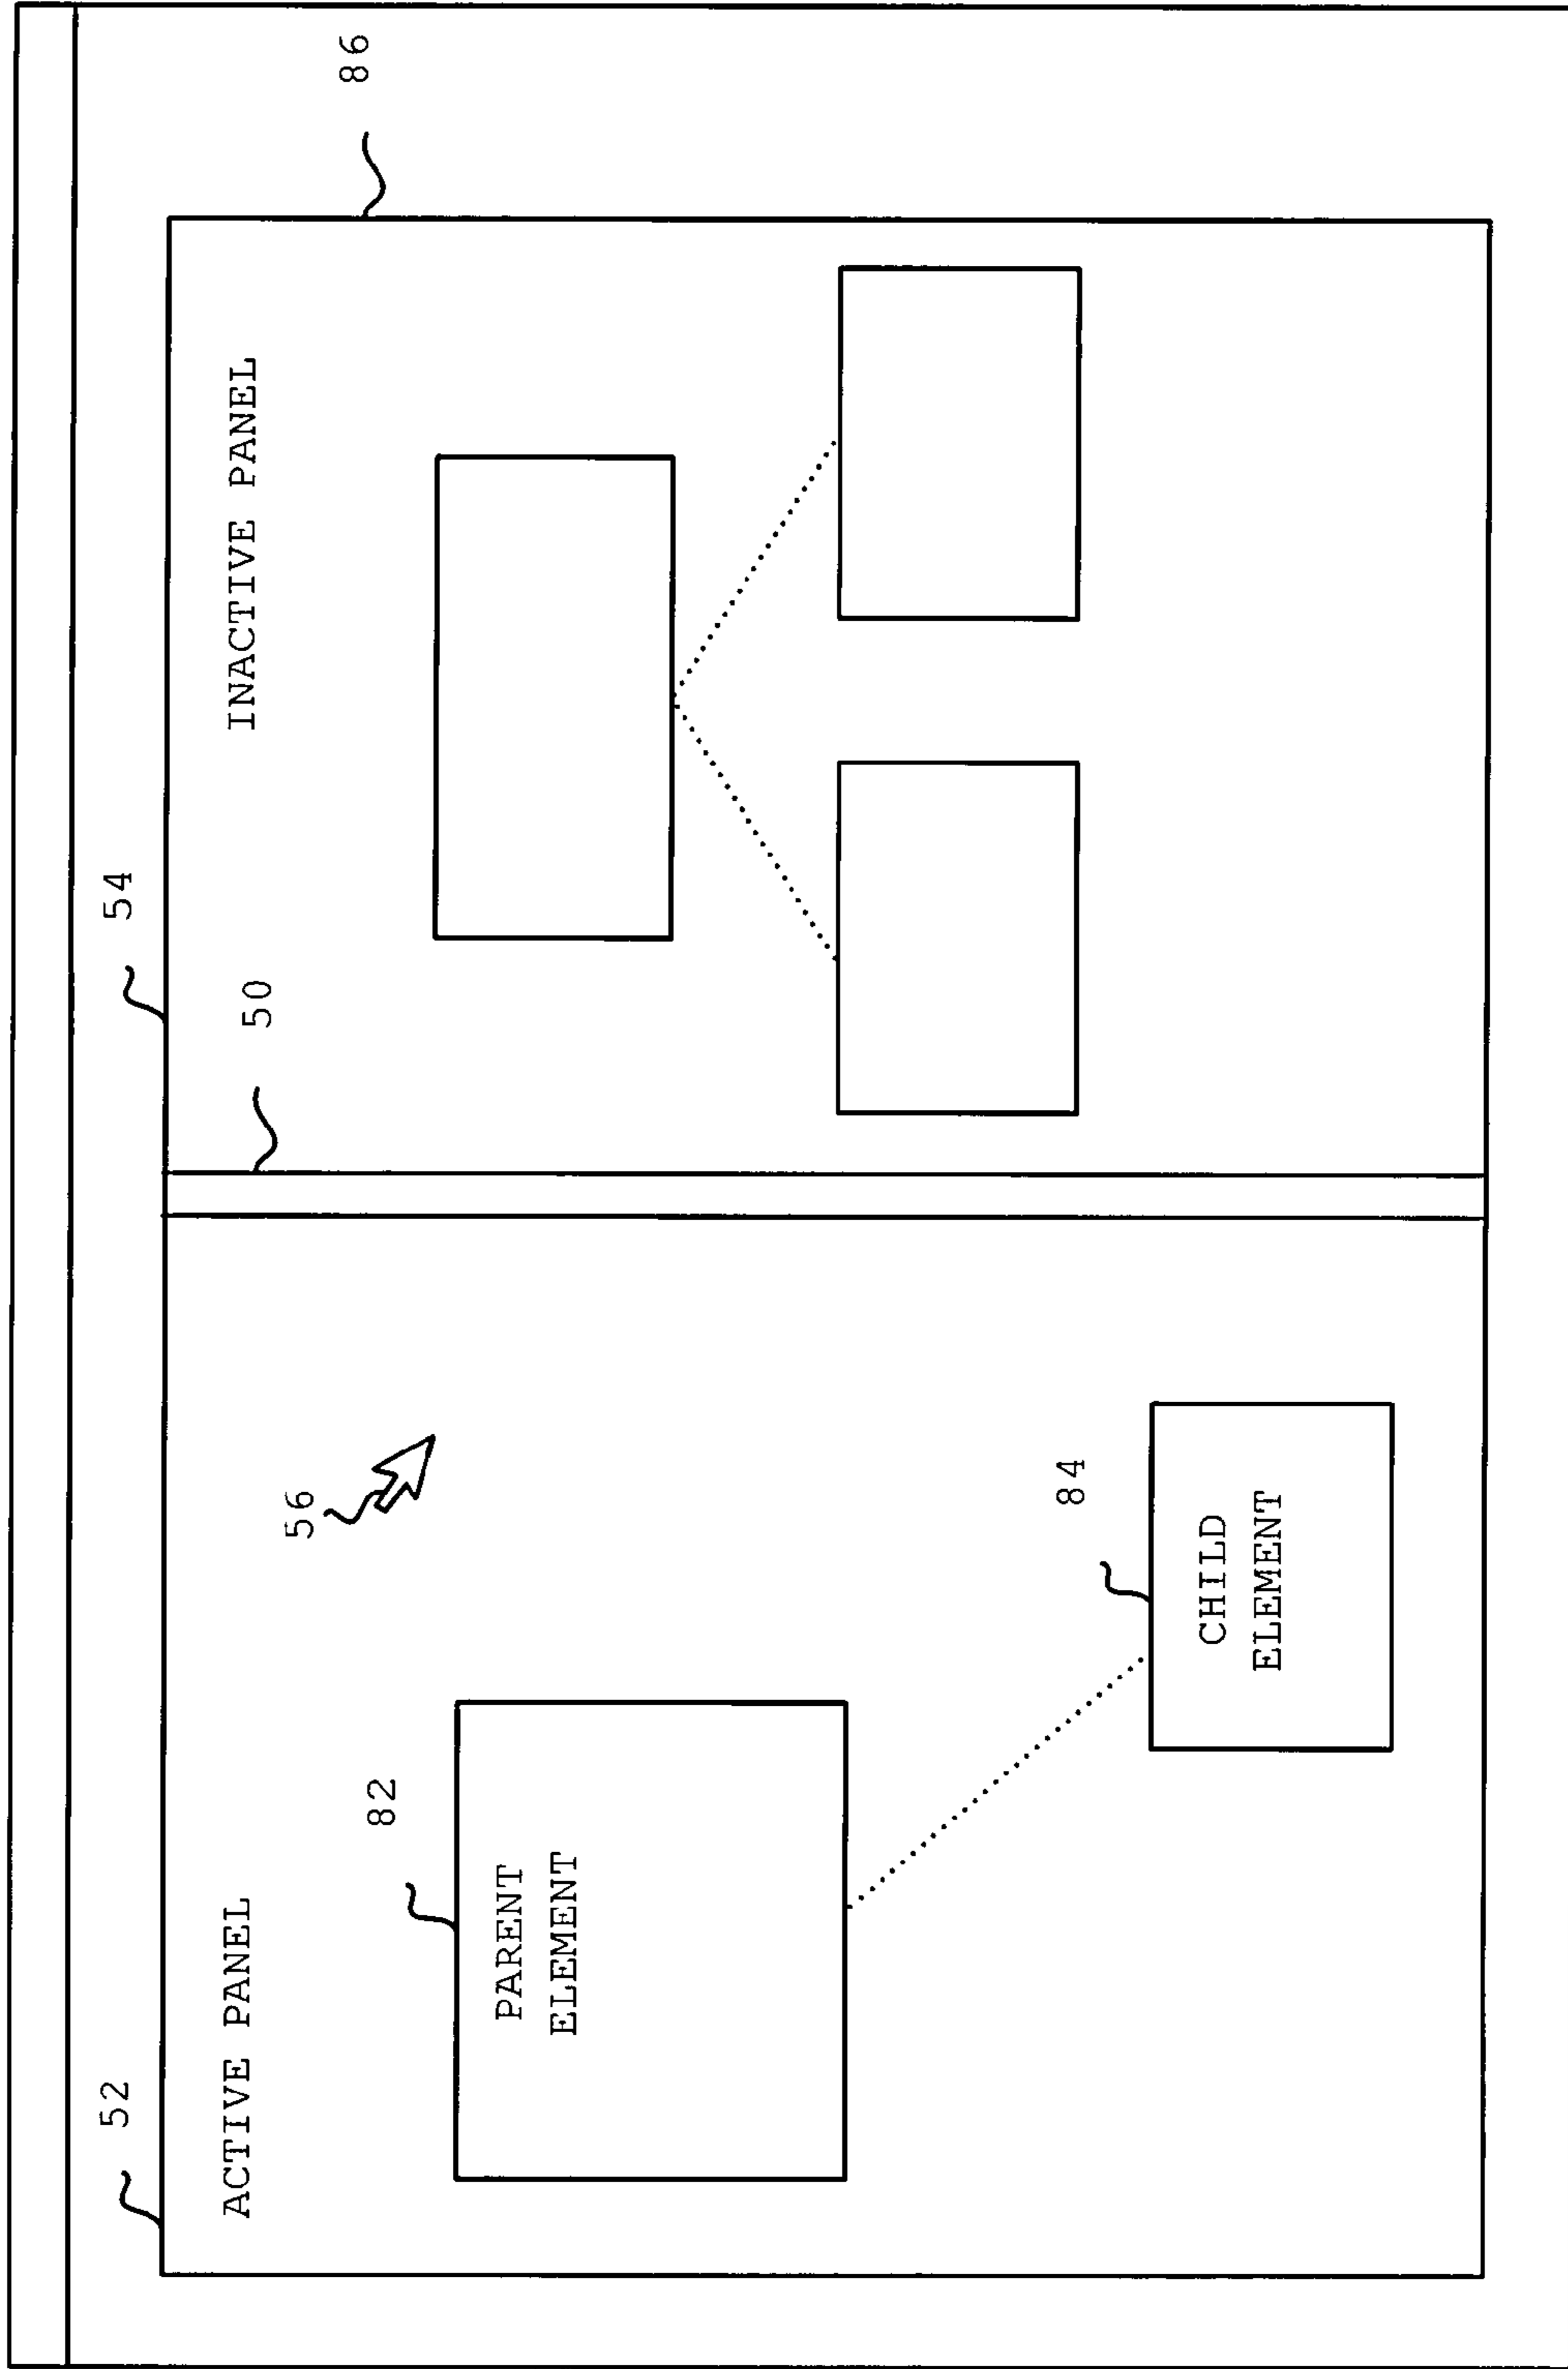 52
54
ACTIVE PANEL
50
INACTIVE PANEL
56
86
82
PARENT
ELEMENT
84
CHILD
ELEMENT